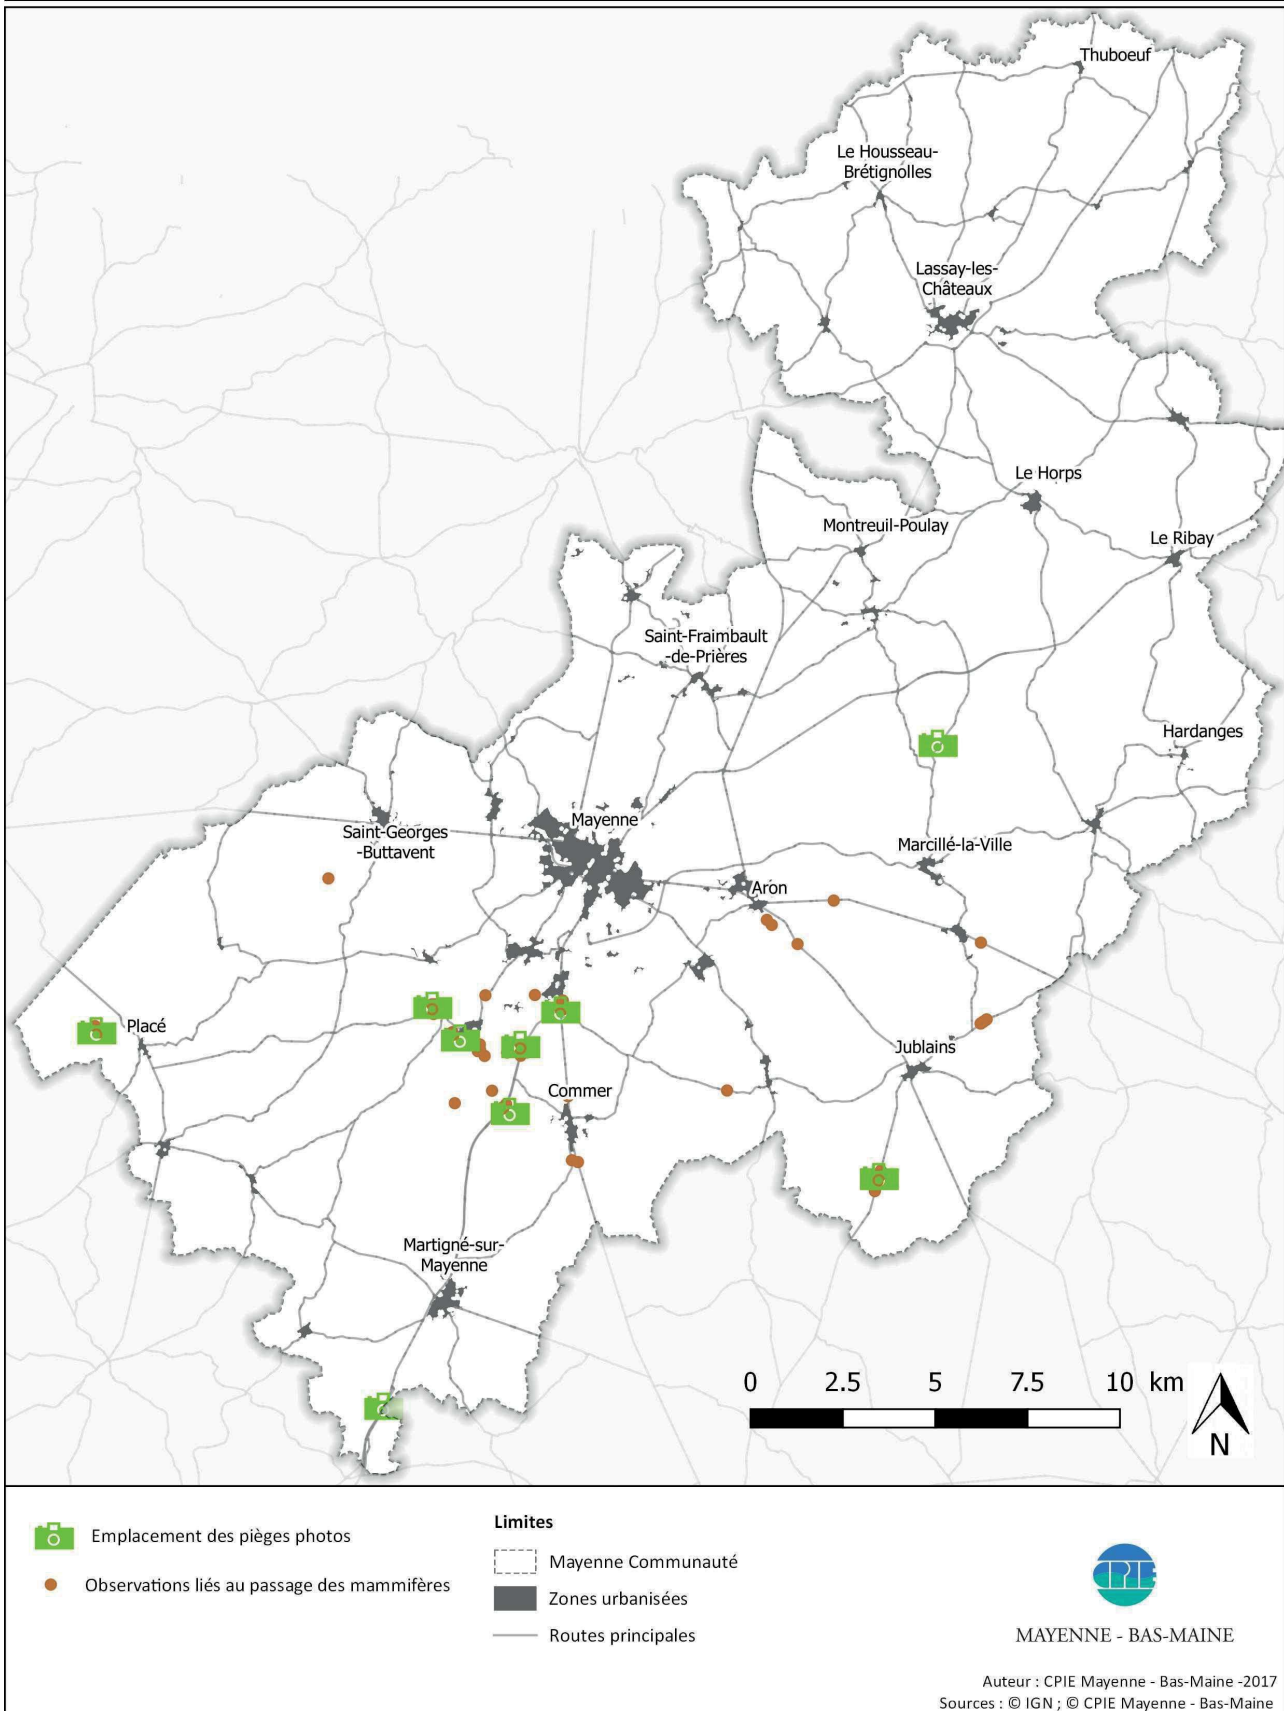 Thuboeuf
Le Housseau-
Brétignolles
Lassay-les-
Châteaux
Le Horps
Montreuil-Poulay
Le Ribay
Saint-Fraimbault
-de-Prières
Hardanges
Mayenne
Saint-Georges
-Buttavent
Marcillé-la-Ville
Aron
Placé
Jublains
Commer
Martigné-sur-
Mayenne
0 2.5 5 7.5 10 km
N
Emplacement des pièges photos
Observations liés au passage des mammifères
Limites
Mayenne Communauté
Zones urbanisées
Routes principales
CPIE
MAYENNE - BAS-MAINE
Auteur : CPIE Mayenne - Bas-Maine -2017
Sources : © IGN ; © CPIE Mayenne - Bas-Maine